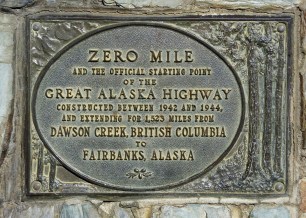 ZERO MILE
AND THE OFFICIAL STARTING POINT
OF THE
GREAT ALASKA HIGHWAY
CONSTRUCTED BETWEEN 1942 AND 1944,
AND EXTENDING FOR 1,523 MILES FROM
DAWSON CREEK, BRITISH COLUMBIA
TO
FAIRBANKS, ALASKA